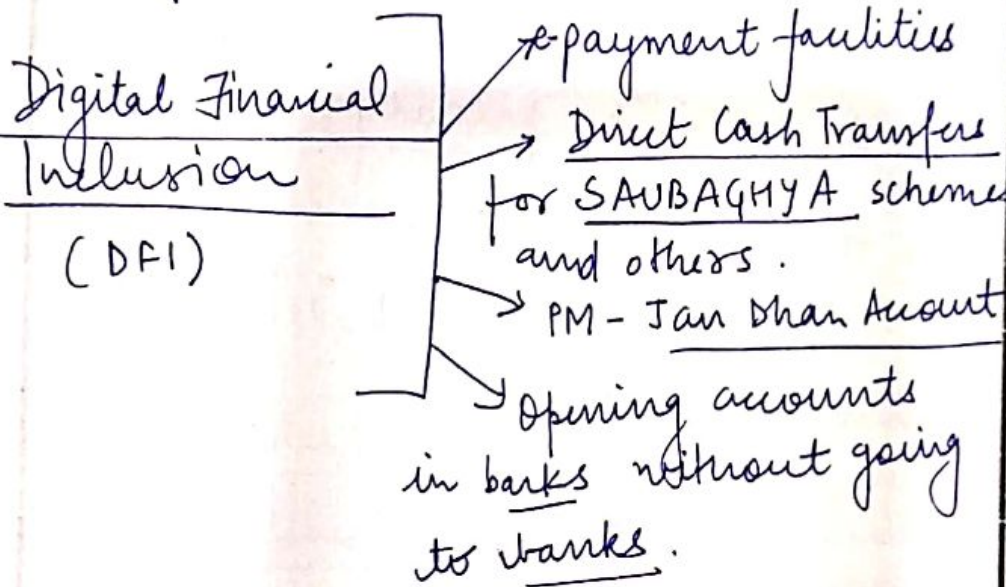 Digital Financial
Inclusion
(DFI)
e-payment facilities
Direct Cash Transfers
for SAUBAGHYA scheme
and others.
PM - Jan Dhan Account
Opening accounts
in banks without going
to banks.